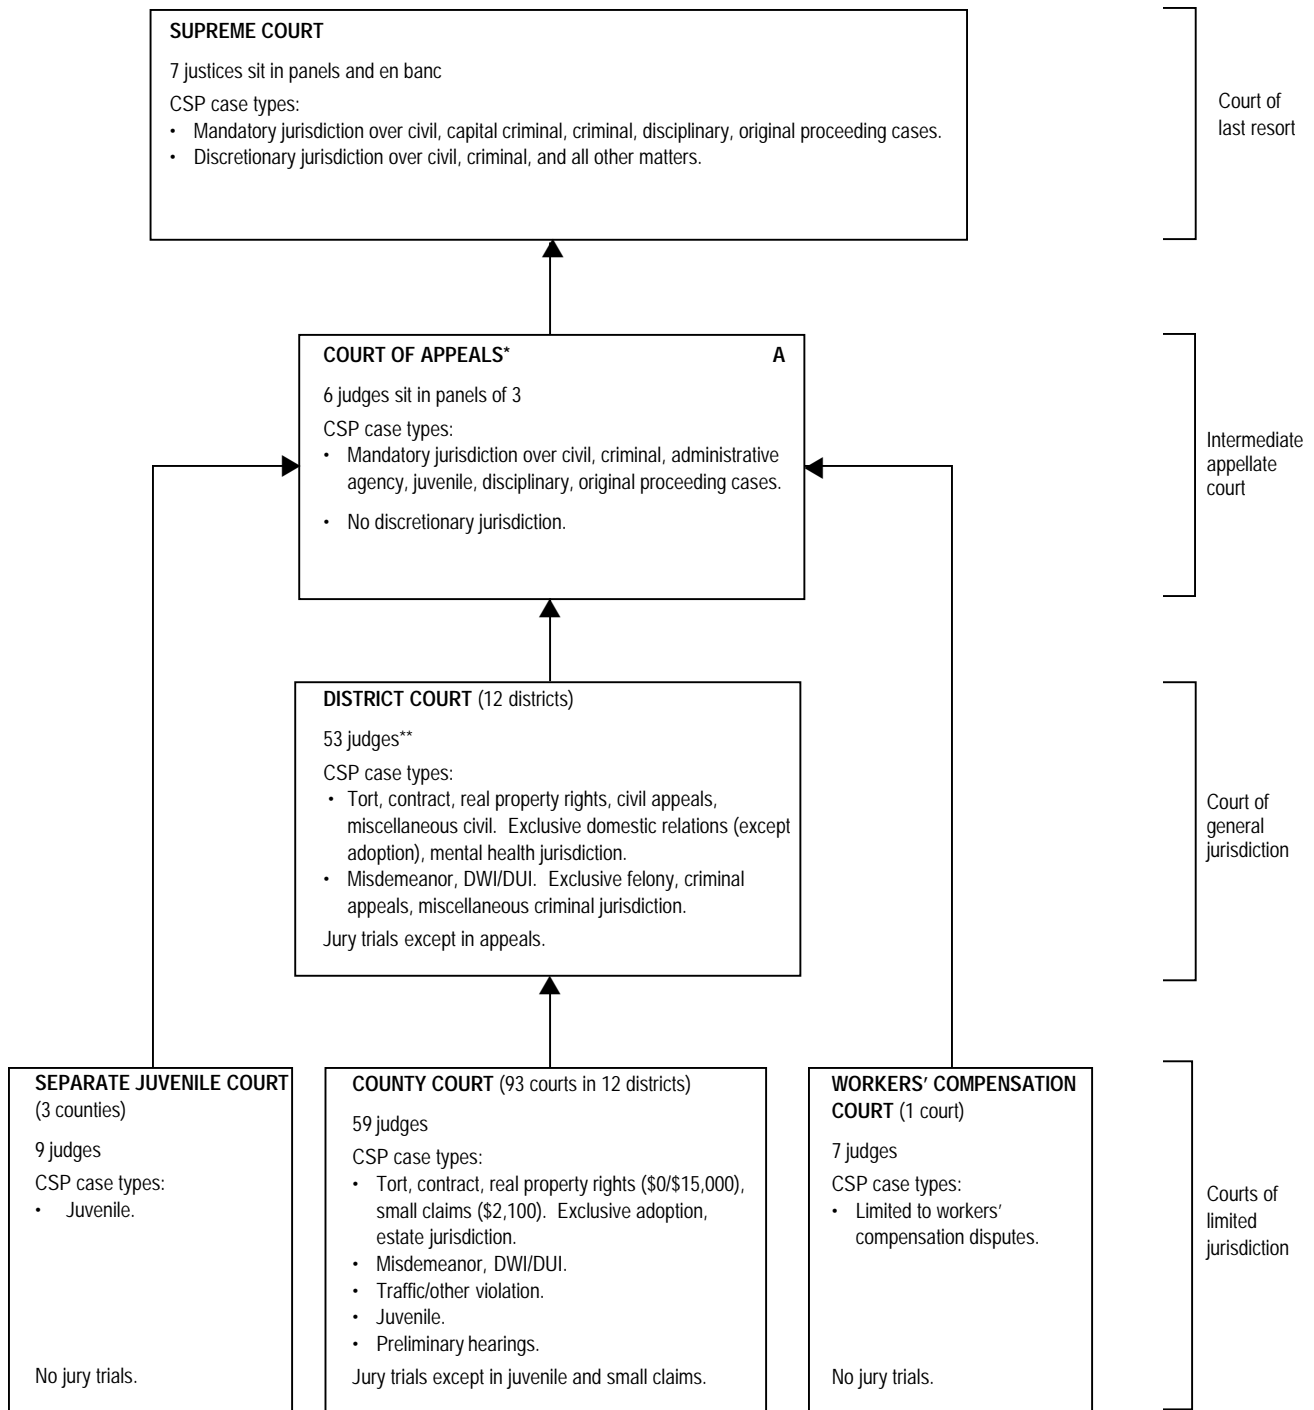 SUPREME COURT
7 justices sit in panels and en banc
CSP case types:
• Mandatory jurisdiction over civil, capital criminal, criminal, disciplinary, original proceeding cases.
• Discretionary jurisdiction over civil, criminal, and all other matters.
Court of
last resort
COURT OF APPEALS* A
6 judges sit in panels of 3
CSP case types:
• Mandatory jurisdiction over civil, criminal, administrative
agency, juvenile, disciplinary, original proceeding cases.
• No discretionary jurisdiction.
Intermediate
appellate
court
DISTRICT COURT (12 districts)
53 judges**
CSP case types:
• Tort, contract, real property rights, civil appeals,
miscellaneous civil. Exclusive domestic relations (except
adoption), mental health jurisdiction.
• Misdemeanor, DWI/DUI. Exclusive felony, criminal
appeals, miscellaneous criminal jurisdiction.
Jury trials except in appeals.
Court of
general
jurisdiction
SEPARATE JUVENILE COURT
(3 counties)
9 judges
CSP case types:
• Juvenile.
No jury trials.
COUNTY COURT (93 courts in 12 districts)
59 judges
CSP case types:
• Tort, contract, real property rights ($0/$15,000),
small claims ($2,100). Exclusive adoption,
estate jurisdiction.
• Misdemeanor, DWI/DUI.
• Traffic/other violation.
• Juvenile.
• Preliminary hearings.
Jury trials except in juvenile and small claims.
WORKERS’ COMPENSATION
COURT (1 court)
7 judges
CSP case types:
• Limited to workers’
compensation disputes.
No jury trials.
Courts of
limited
jurisdiction